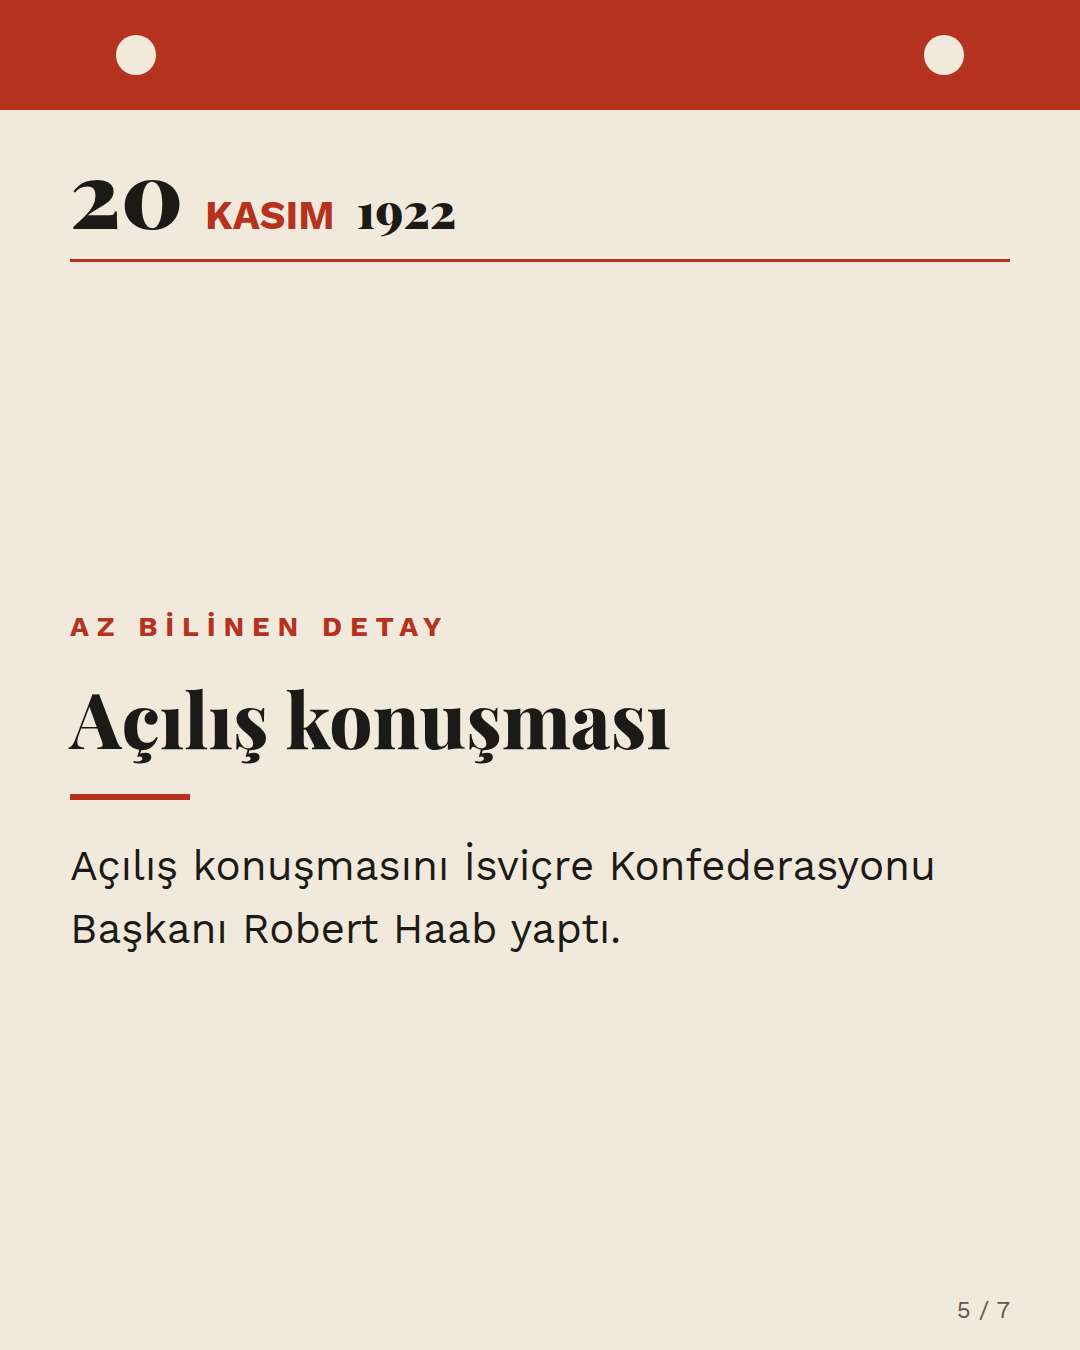 20 KASIM 1922
AZ BİLİNEN DETAY
Açılış konuşması
Açılış konuşmasını İsviçre Konfederasyonu
Başkanı Robert Haab yaptı.
5 / 7